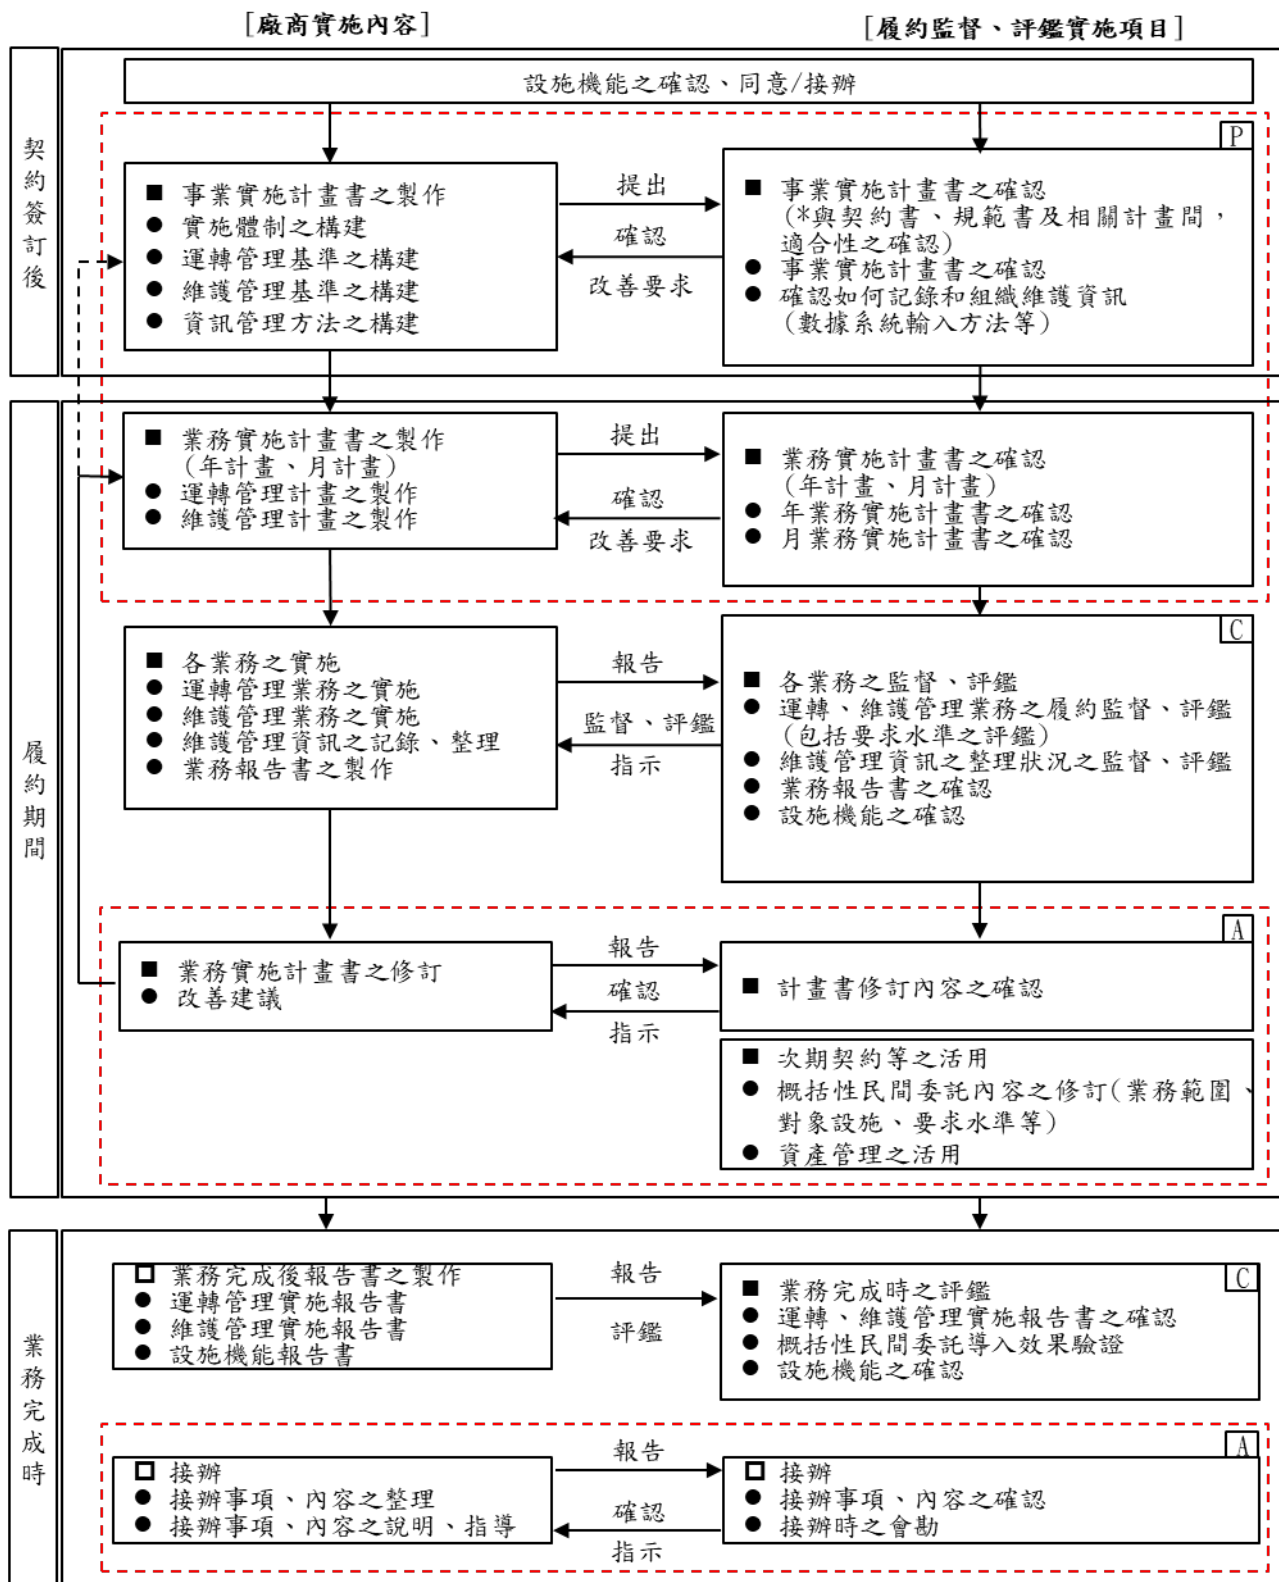 [廠商實施內容]
[履約監督、評鑑實施項目]
契約簽訂後
設施機能之確認、同意/接辦
P
■ 事業實施計畫書之製作
● 實施體制之構建
● 運轉管理基準之構建
● 維護管理基準之構建
● 資訊管理方法之構建
提出
確認
改善要求
■ 事業實施計畫書之確認
(*與契約書、規範書及相關計畫間，
適合性之確認)
● 事業實施計畫書之確認
● 確認如何記錄和組織維護資訊
(數據系統輸入方法等)
履約期間
■ 業務實施計畫書之製作
(年計畫、月計畫)
● 運轉管理計畫之製作
● 維護管理計畫之製作
提出
確認
改善要求
■ 業務實施計畫書之確認
(年計畫、月計畫)
● 年業務實施計畫書之確認
● 月業務實施計畫書之確認
C
■ 各業務之實施
● 運轉管理業務之實施
● 維護管理業務之實施
● 維護管理資訊之記錄、整理
● 業務報告書之製作
報告
監督、評鑑
指示
■ 各業務之監督、評鑑
● 運轉、維護管理業務之履約監督、評鑑
(包括要求水準之評鑑)
● 維護管理資訊之整理狀況之監督、評鑑
● 業務報告書之確認
● 設施機能之確認
A
■ 業務實施計畫書之修訂
● 改善建議
報告
確認
指示
■ 計畫書修訂內容之確認
■ 次期契約等之活用
● 概括性民間委託內容之修訂(業務範圍、
對象設施、要求水準等)
● 資產管理之活用
業務完成時
□ 業務完成後報告書之製作
● 運轉管理實施報告書
● 維護管理實施報告書
● 設施機能報告書
報告
評鑑
C
■ 業務完成時之評鑑
● 運轉、維護管理實施報告書之確認
● 概括性民間委託導入效果驗證
● 設施機能之確認
A
□ 接辦
● 接辦事項、內容之整理
● 接辦事項、內容之說明、指導
報告
確認
指示
□ 接辦
● 接辦事項、內容之確認
● 接辦時之會勘